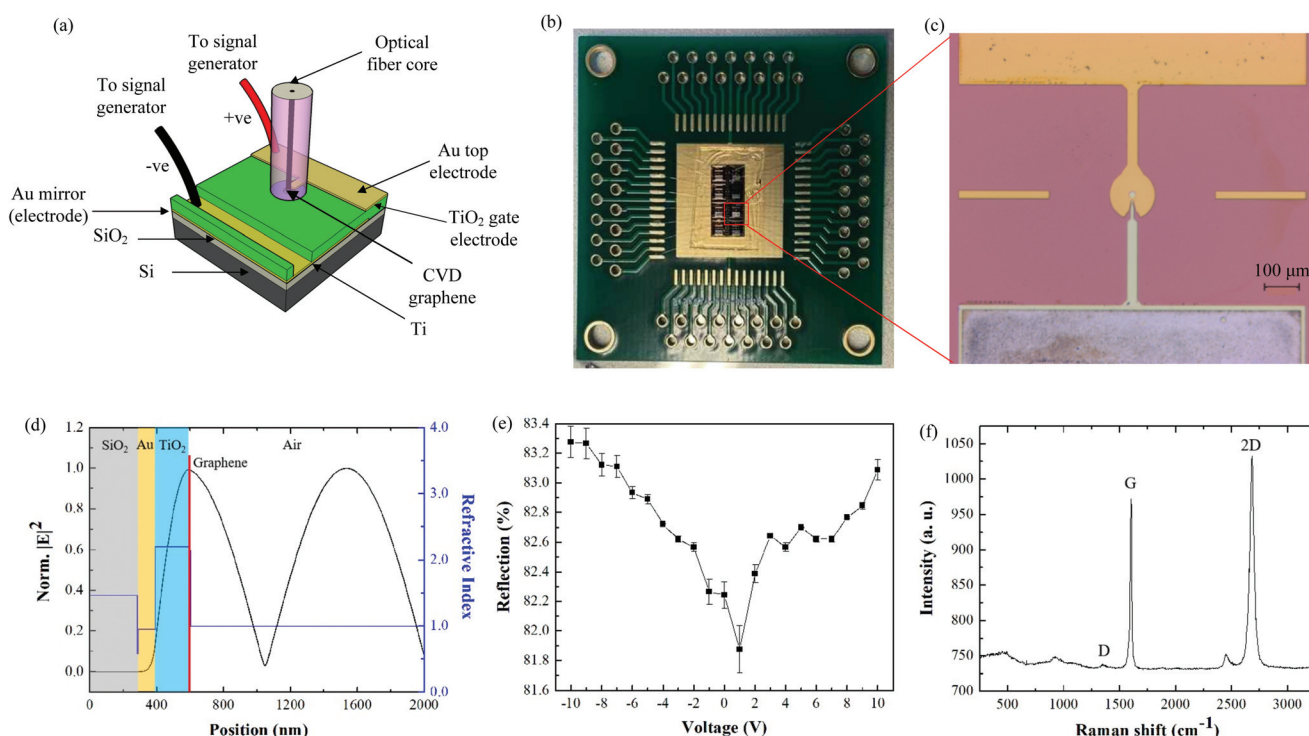 (a)
To signal
generator
Optical
fiber core
To signal
generator
+ve
-ve
Au top
electrode
Au mirror
(electrode)
TiO2 gate
electrode
SiO2
Si
CVD
graphene
Ti
(b)
(c)
100 μm
(d)
SiO2
Au
TiO2
Air
Graphene
1.2
1.0
0.8
0.6
0.4
0.2
0.0
Norm. |E|²
4.0
3.0
2.0
1.0
0.0
Refractive Index
0
400
800
1200
1600
2000
Position (nm)
(e)
83.4
83.2
83.0
82.8
82.6
82.4
82.2
82.0
81.8
81.6
Reflection (%)
-10
-8
-6
-4
-2
0
2
4
6
8
10
Voltage (V)
(f)
1050
1000
950
900
850
800
750
700
Intensity (a. u.)
D
G
2D
500
1000
1500
2000
2500
3000
Raman shift (cm⁻¹)